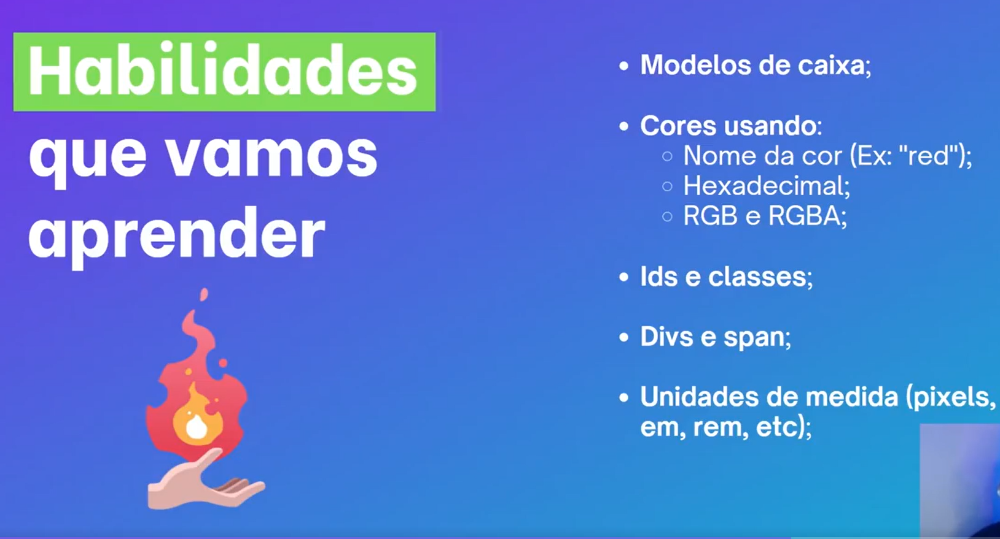 Habilidades
que vamos
aprender
• Modelos de caixa;
• Cores usando:
○ Nome da cor (Ex: "red");
○ Hexadecimal;
○ RGB e RGBA;
• Ids e classes;
• Divs e span;
• Unidades de medida (pixels,
em, rem, etc);